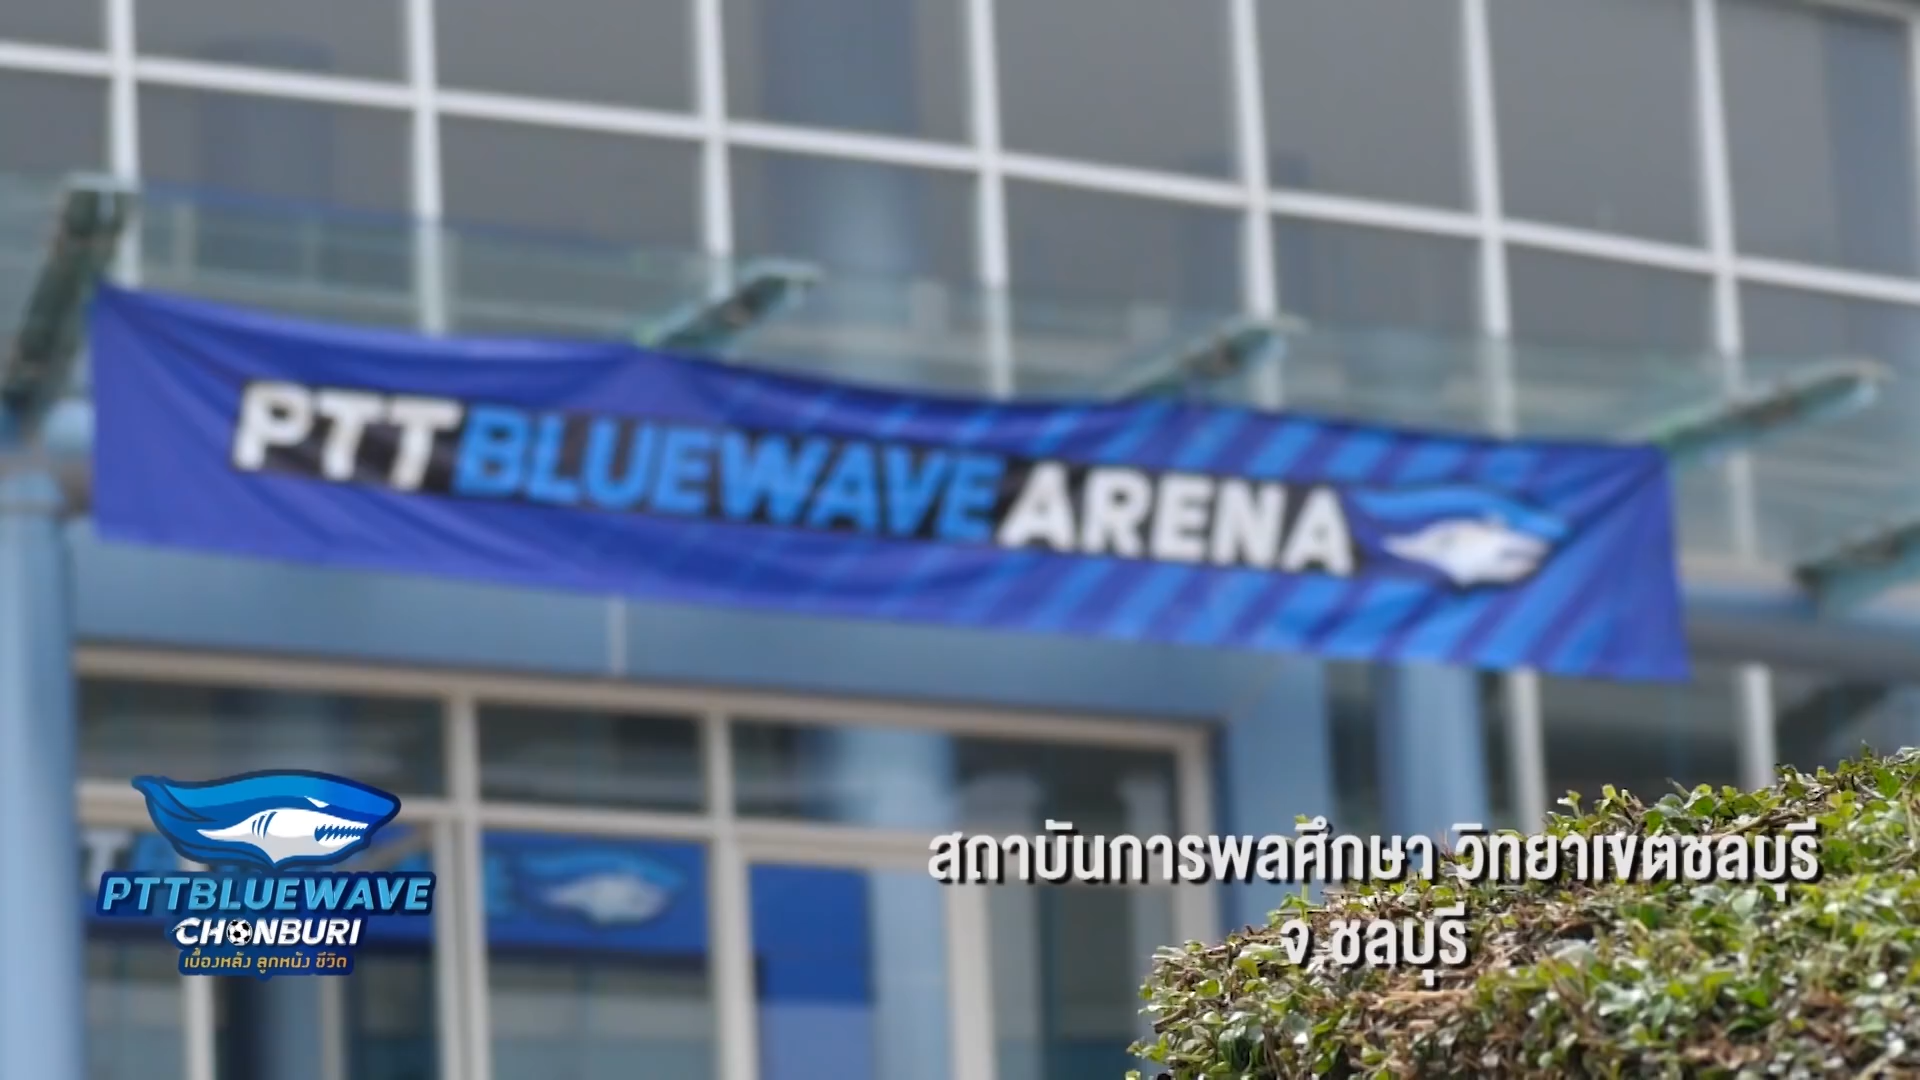 PTT BLUEWAVE ARENA
สถาบันการพลศึกษา วิทยาเขตชลบุรี
จ.ชลบุรี
PTTBLUEWAVE
CHONBURI
เบื้องหลัง ลูกหนัง ชีวิต